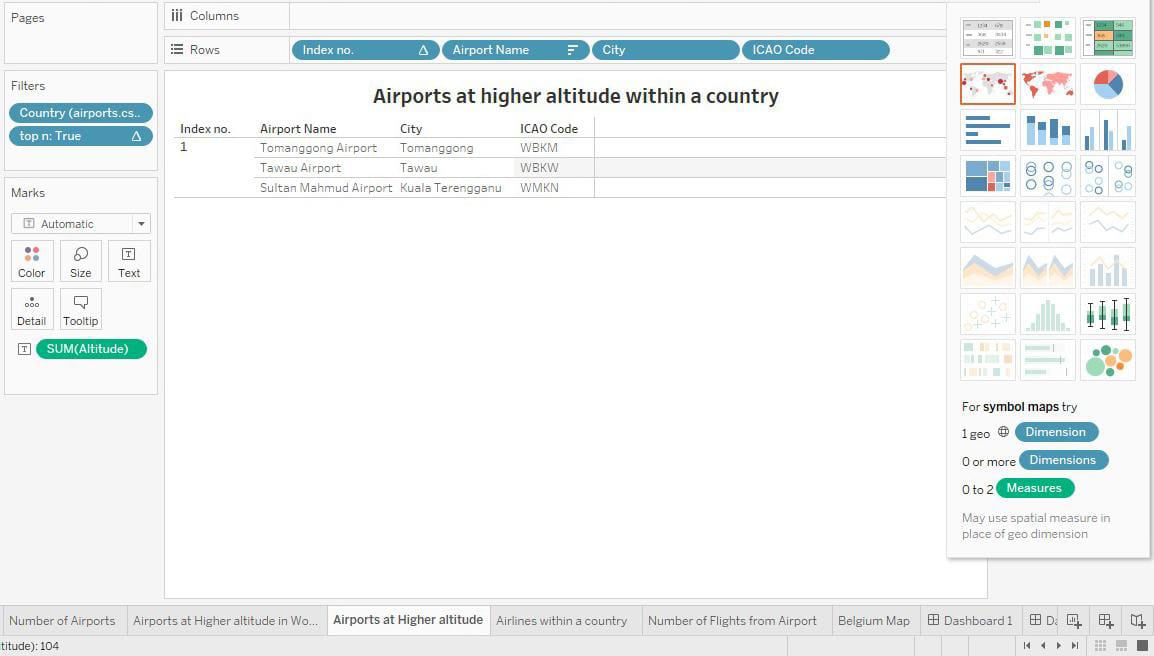 Pages
Columns
Rows
Index no.
Airport Name
City
ICAO Code
Filters
Country (airports.cs..
top n: True
Marks
Automatic
Color
Size
Text
Detail
Tooltip
SUM(Altitude)
Airports at higher altitude within a country
Index no. Airport Name City ICAO Code
1 Tomanggong Airport Tomanggong WBKM
Tawau Airport Tawau WBKW
Sultan Mahmud Airport Kuala Terengganu WMKN
For symbol maps try
1 geo Dimension
0 or more Dimensions
0 to 2 Measures
May use spatial measure in
place of geo dimension
Number of Airports
Airports at Higher altitude in Wo...
Airports at Higher altitude
Airlines within a country
Number of Flights from Airport
Belgium Map
Dashboard 1
Da
titude): 104